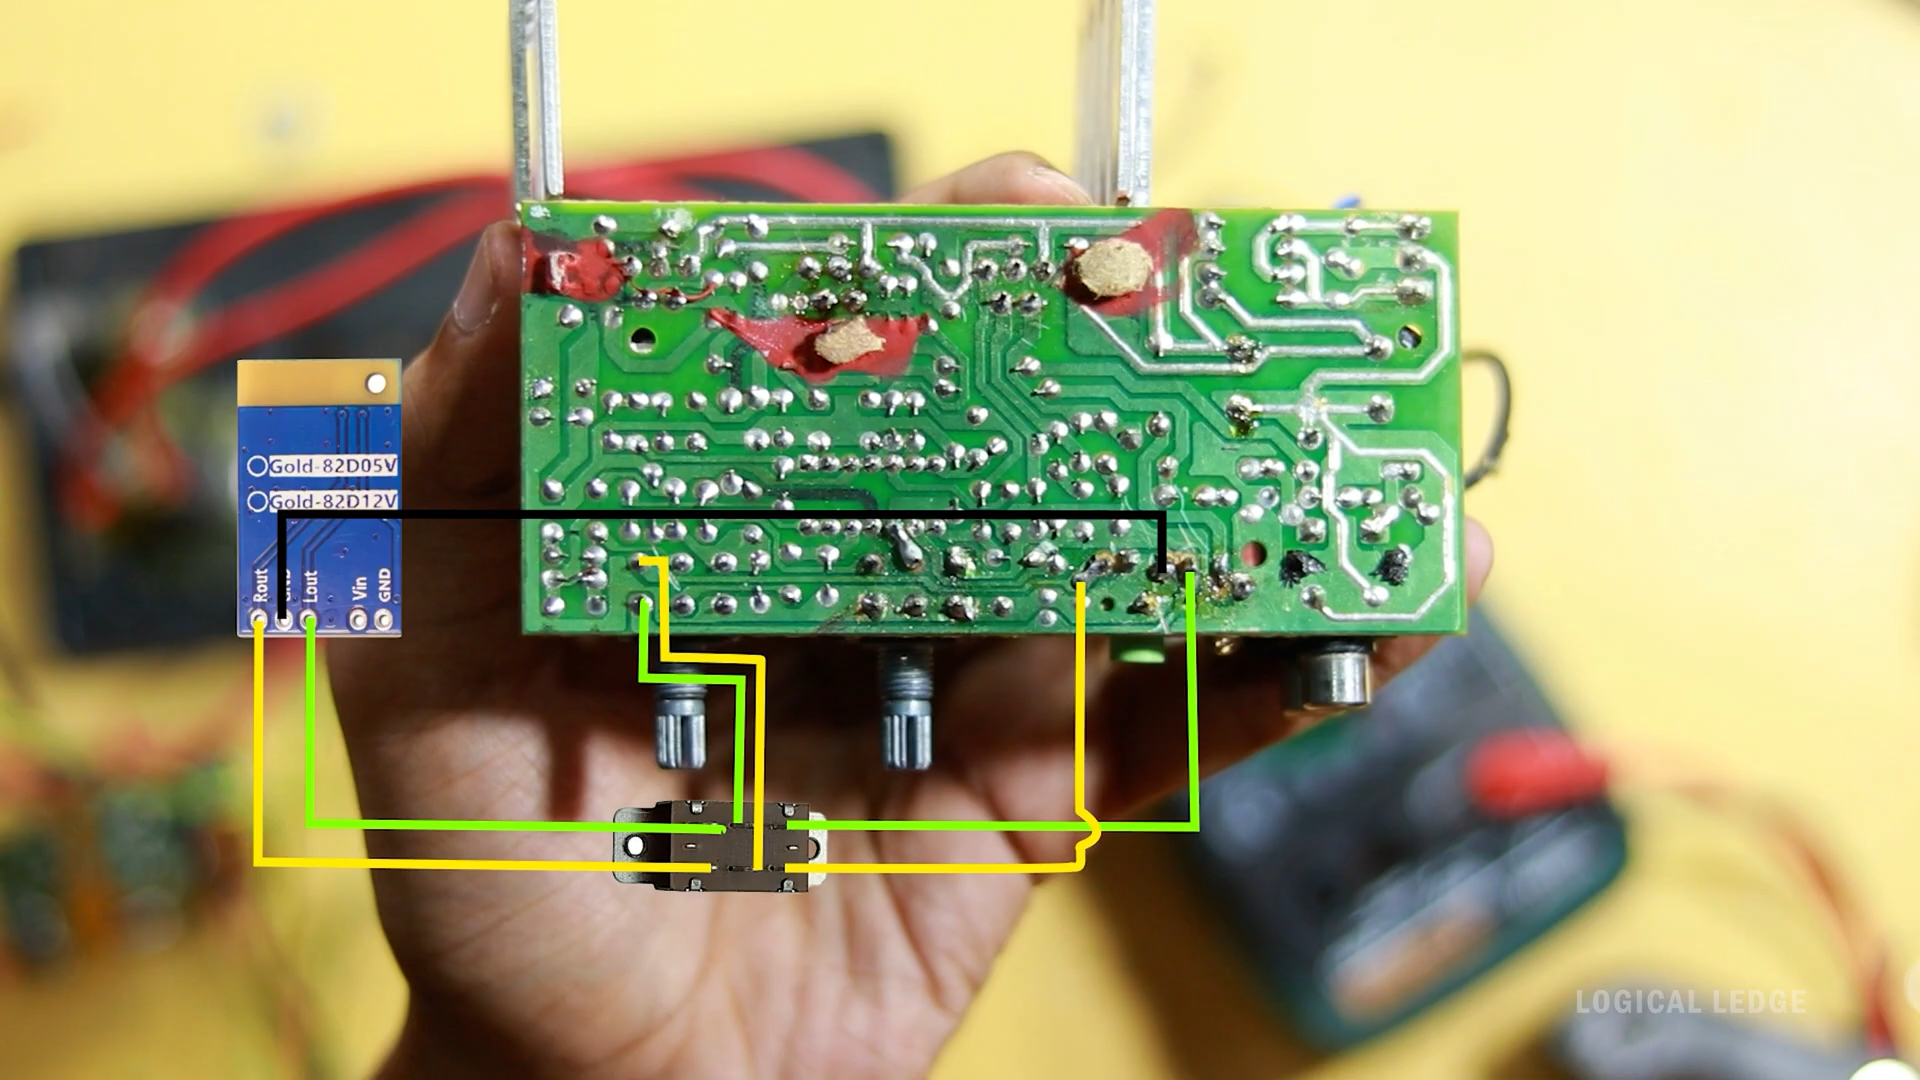 Gold-82D05V
Gold-82D12V
Rout
Lout
Vin
GND
LOGICAL LEDGE